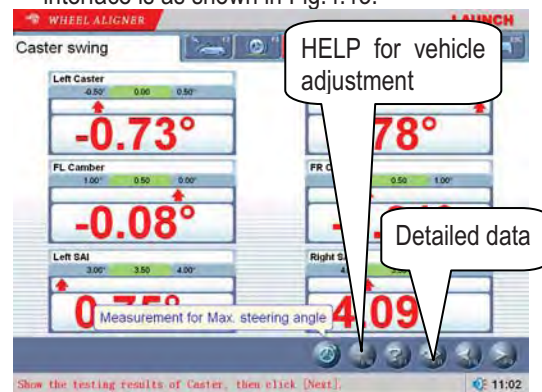 interface is as shown in Fig.4.15.
WHEEL ALIGNER
LAUNCH
Caster swing
HELP for vehicle
adjustment
Left Caster
-0.50° 0.00 0.50°
-0.73°
78°
FL Camber
1.00° 0.50 0.00°
-0.08°
FR
0.50 1.00°
Detailed data
Left SAI
3.00° 3.50 4.00°
Right
4.09
Measurement for Max. steering angle
Show the testing results of Caster, then click [Next].
11:02